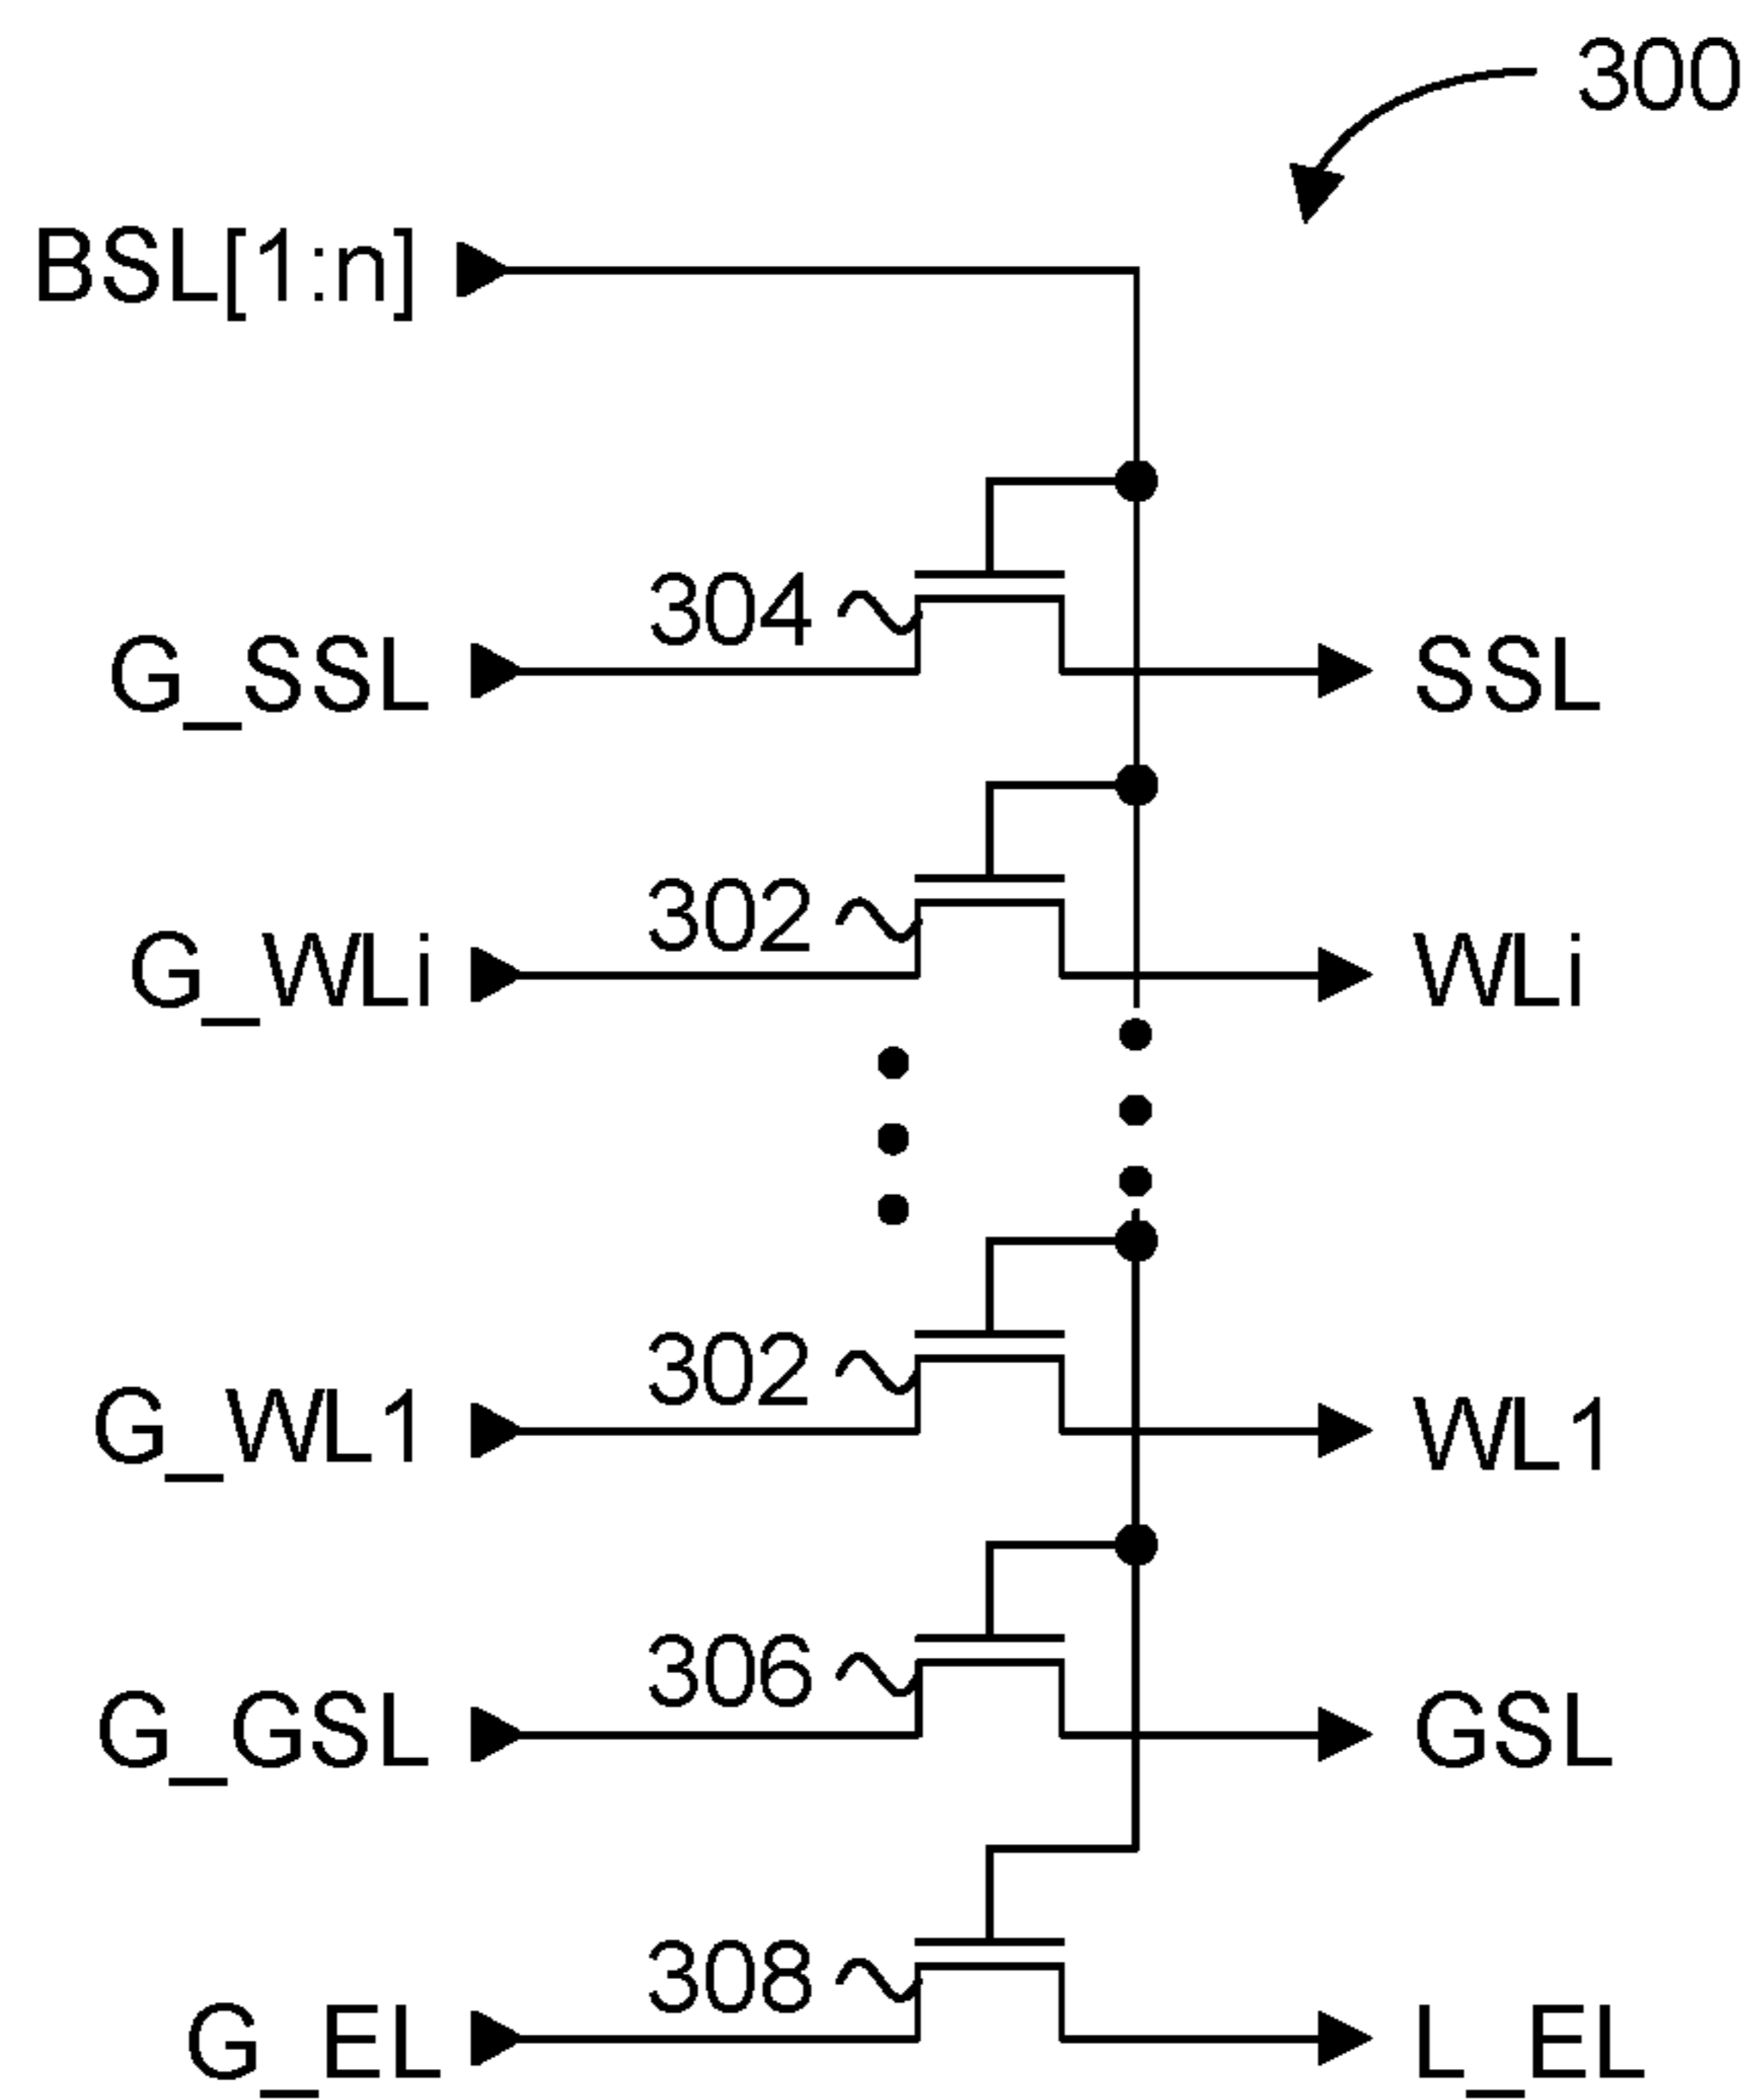 300
BSL[1:n]
304
G_SSL SSL
302
G_WLi WLi
302
G_WL1 WL1
306
G_GSL GSL
308
G_EL L_EL